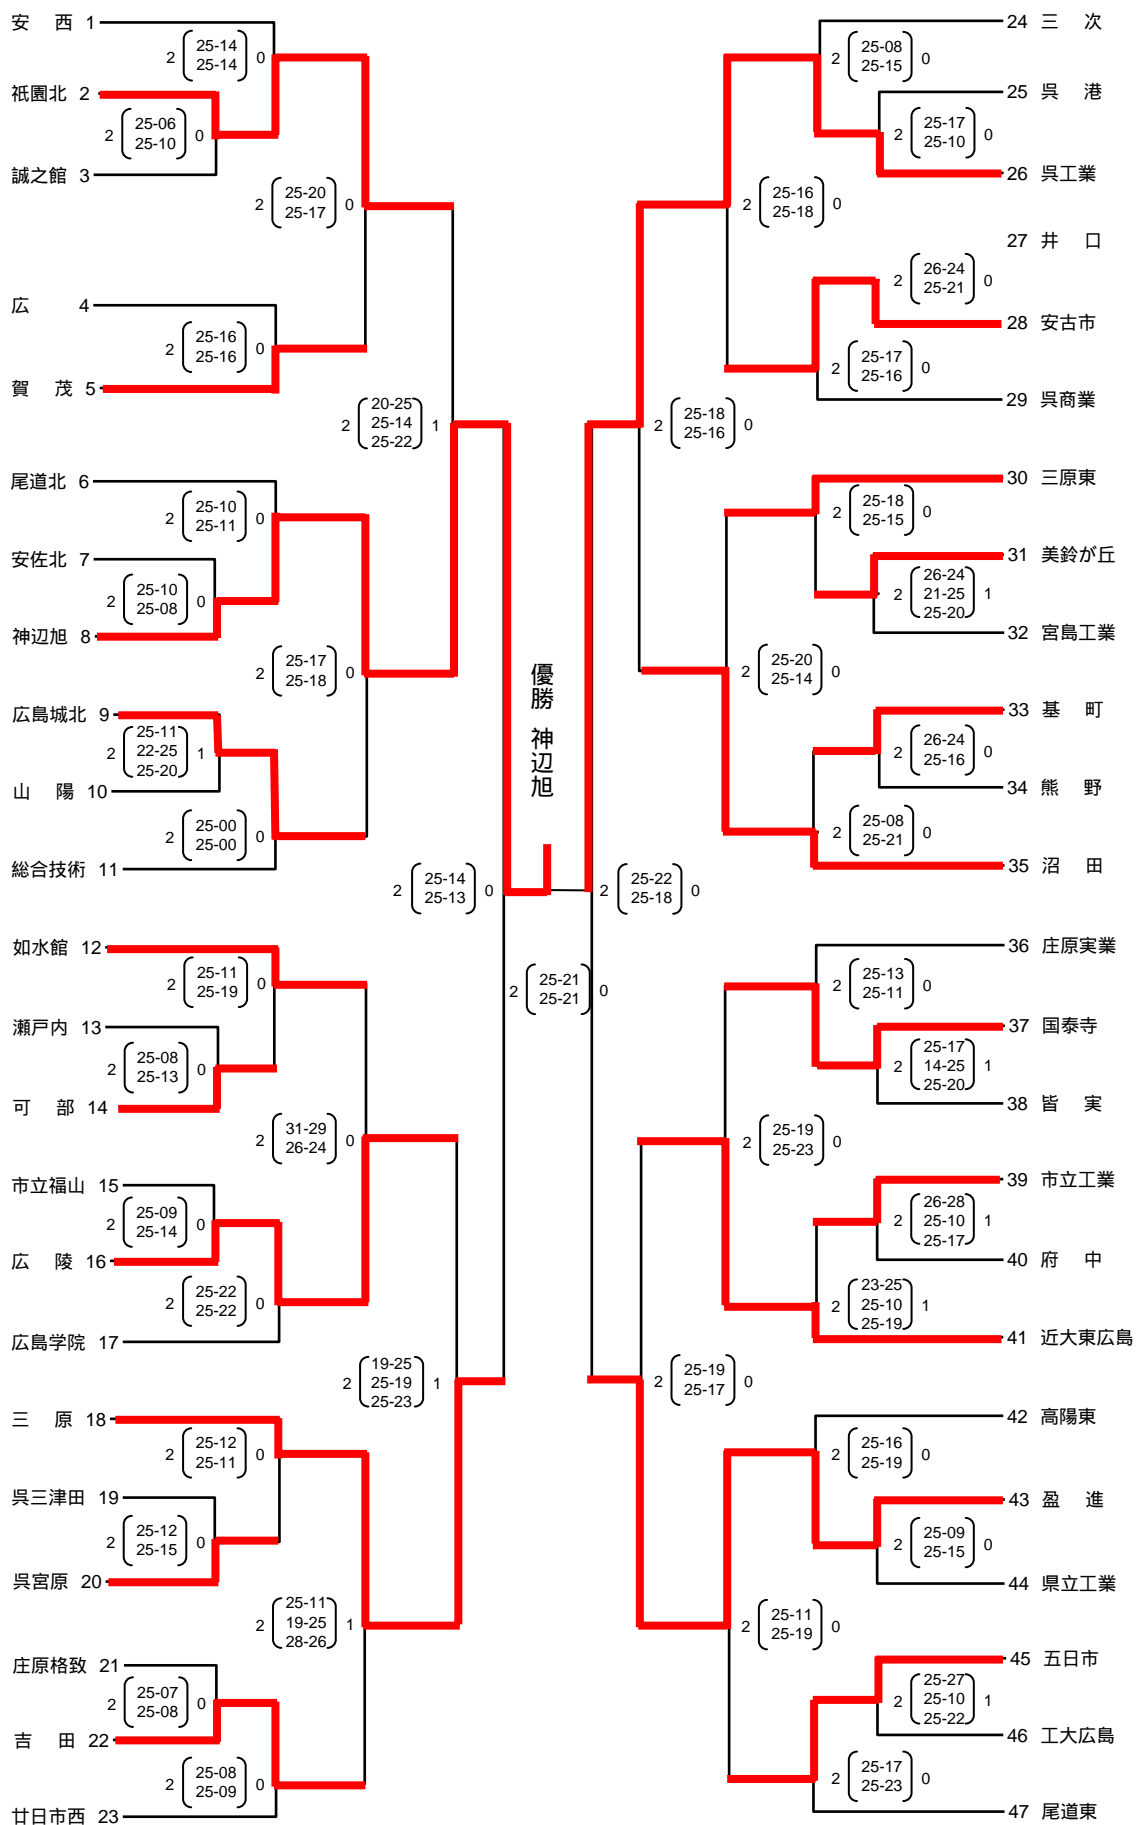 安 西 1
2 25-14 0
25-14
祇園北 2
2 25-06 0
25-10
誠之館 3
2 25-20 0
25-17
広 4
2 25-16 0
25-16
賀 茂 5
2 20-25 1
25-14
25-22
尾道北 6
2 25-10 0
25-11
安佐北 7
2 25-10 0
25-08
神辺旭 8
2 25-17 0
25-18
広島城北 9
2 25-11 1
22-25
25-20
山 陽 10
2 25-00 0
25-00
総合技術 11
2 25-14 0
25-13
如水館 12
2 25-11 0
25-19
瀬戸内 13
2 25-08 0
25-13
可 部 14
2 31-29 0
26-24
市立福山 15
2 25-09 0
25-14
広 陵 16
2 25-22 0
25-22
広島学院 17
2 19-25 1
25-19
25-23
三 原 18
2 25-12 0
25-11
呉三津田 19
2 25-12 0
25-15
呉宮原 20
2 25-11 1
19-25
28-26
庄原格致 21
2 25-07 0
25-08
吉 田 22
2 25-08 0
25-09
廿日市西 23
優勝 神辺旭
2 25-21 0
25-21
24 三 次
2 25-08 0
25-15
25 呉 港
2 25-17 0
25-10
26 呉工業
2 25-16 0
25-18
27 井 口
2 26-24 0
25-21
28 安古市
2 25-17 0
25-16
29 呉商業
2 25-18 0
25-16
30 三原東
2 25-18 0
25-15
31 美鈴が丘
2 26-24 1
21-25
25-20
32 宮島工業
2 25-20 0
25-14
33 基 町
2 26-24 0
25-16
34 熊 野
2 25-08 0
25-21
35 沼 田
2 25-22 0
25-18
36 庄原実業
2 25-13 0
25-11
37 国泰寺
2 25-17 1
14-25
25-20
38 皆 実
2 25-19 0
25-23
39 市立工業
2 26-28 1
25-10
25-17
40 府 中
2 23-25 1
25-10
25-19
41 近大東広島
2 25-19 0
25-17
42 高陽東
2 25-16 0
25-19
43 盈 進
2 25-09 0
25-15
44 県立工業
2 25-11 0
25-19
45 五日市
2 25-27 1
25-10
25-22
46 工大広島
2 25-17 0
25-23
47 尾道東